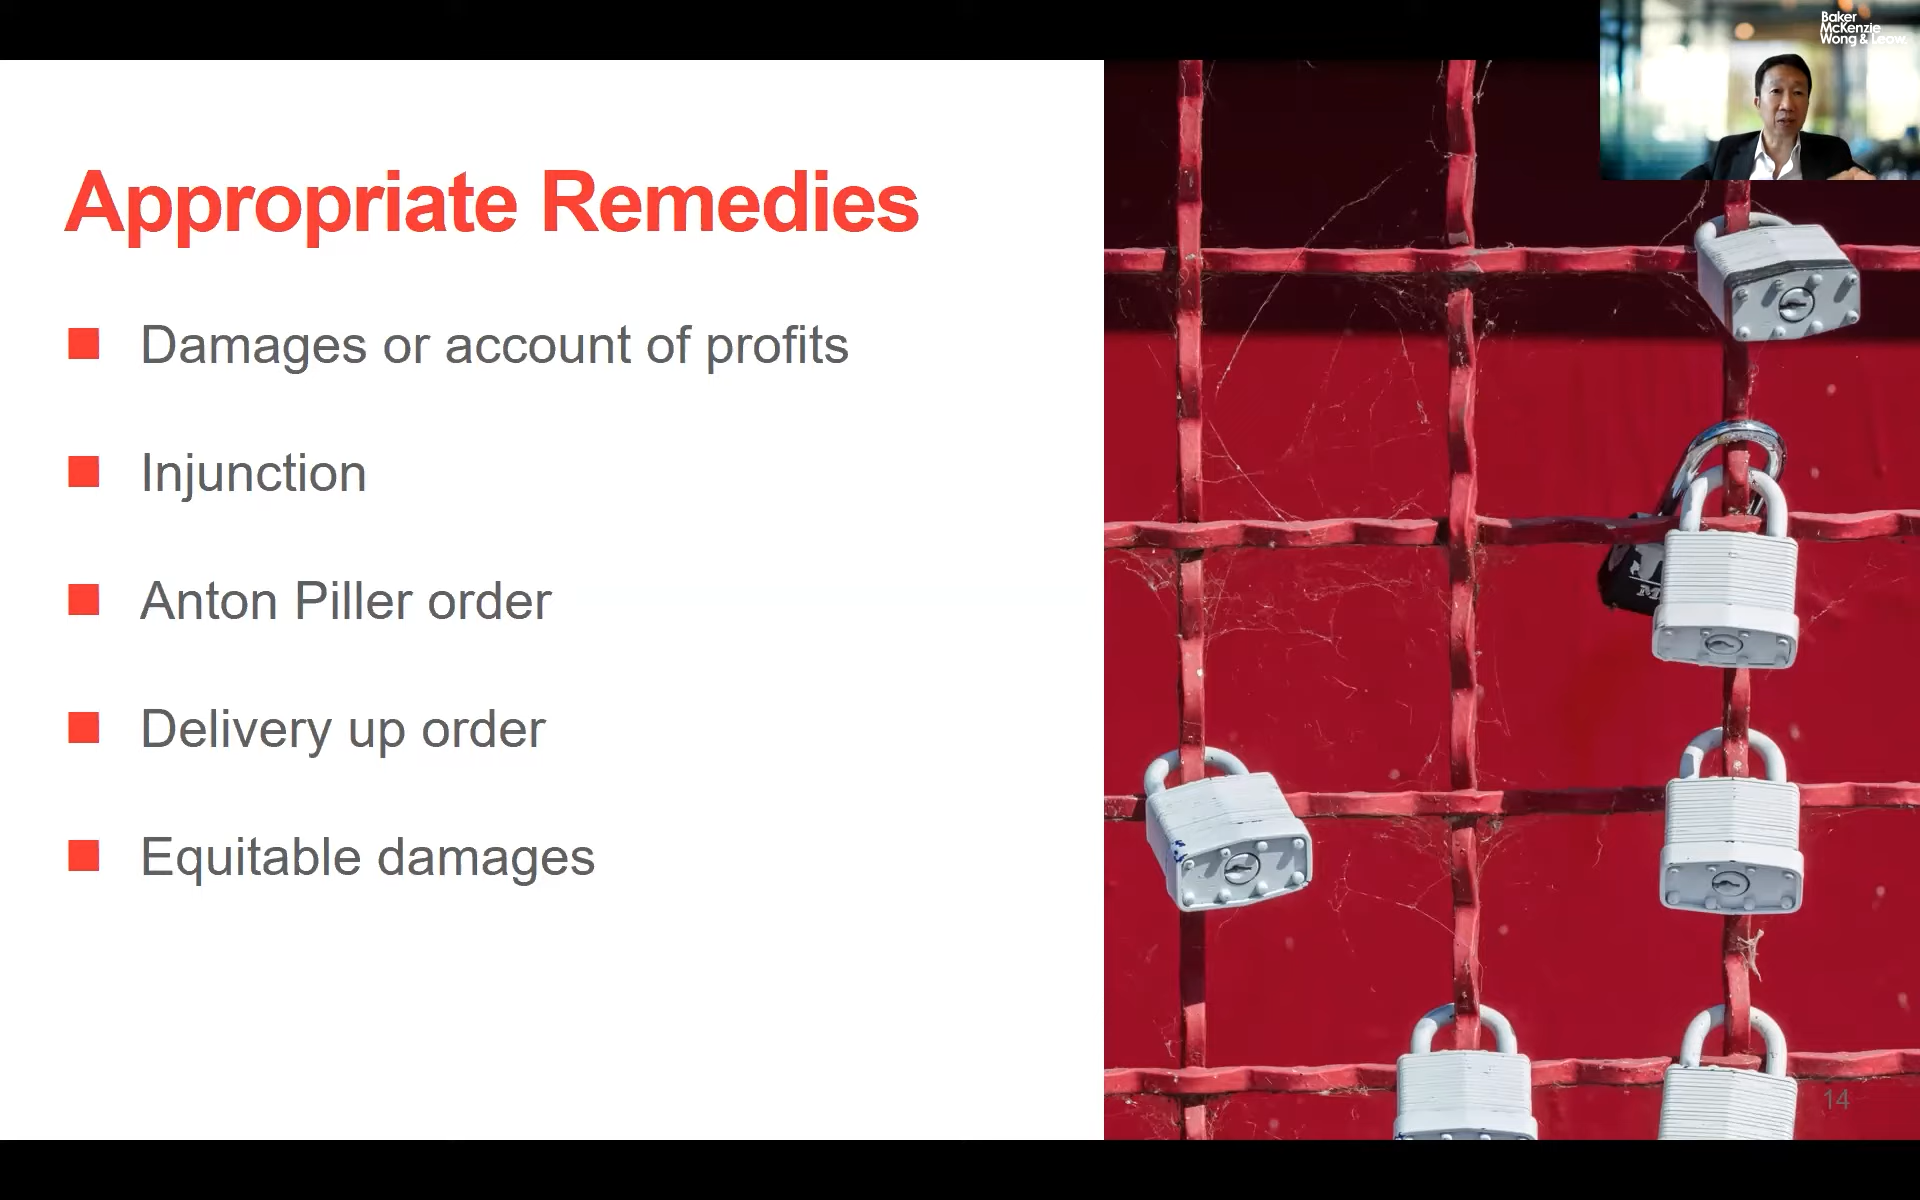 Baker
McKenzie
Wong & Leow
Appropriate Remedies
Damages or account of profits
Injunction
Anton Piller order
Delivery up order
Equitable damages
14